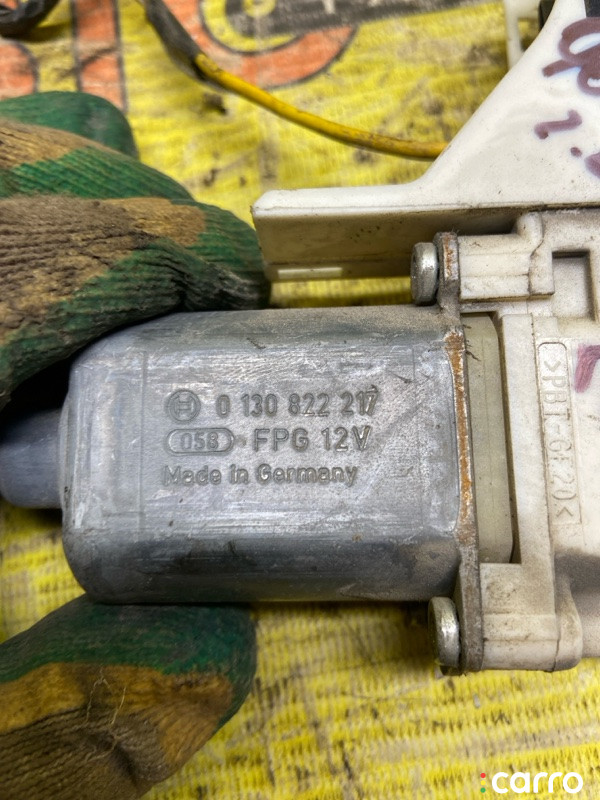 0 130 822 217
058 FPG 12V
Made in Germany
>PBT-GF20<
carro